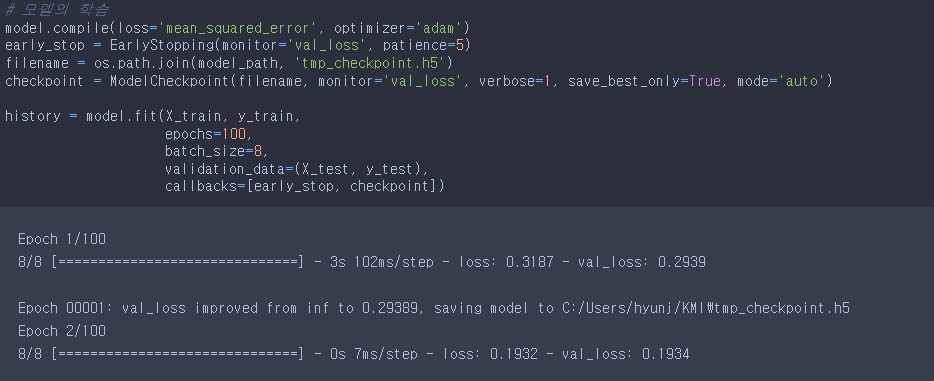 # 모델의 학습
model.compile(loss='mean_squared_error', optimizer='adam')
early_stop = EarlyStopping(monitor='val_loss', patience=5)
filename = os.path.join(model_path, 'tmp_checkpoint.h5')
checkpoint = ModelCheckpoint(filename, monitor='val_loss', verbose=1, save_best_only=True, mode='auto')
history = model.fit(X_train, y_train,
epochs=100,
batch_size=8,
validation_data=(X_test, y_test),
callbacks=[early_stop, checkpoint])
Epoch 1/100
8/8 [==============================] - 3s 102ms/step - loss: 0.3187 - val_loss: 0.2939
Epoch 00001: val_loss improved from inf to 0.29389, saving model to C:/Users/hyunj/KMI₩tmp_checkpoint.h5
Epoch 2/100
8/8 [==============================] - 0s 7ms/step - loss: 0.1932 - val_loss: 0.1934